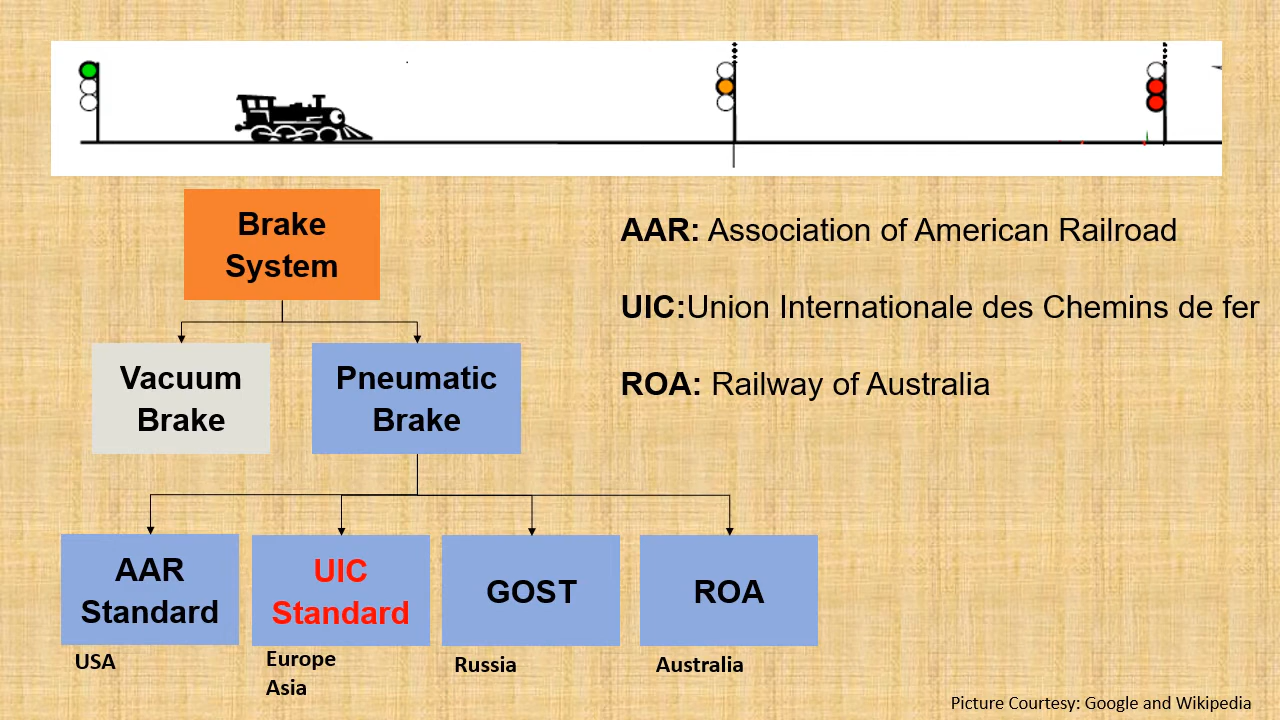 Brake
System
AAR: Association of American Railroad
UIC:Union Internationale des Chemins de fer
ROA: Railway of Australia
Vacuum
Brake
Pneumatic
Brake
AAR
Standard
UIC
Standard
GOST
ROA
USA
Europe
Asia
Russia
Australia
Picture Courtesy: Google and Wikipedia